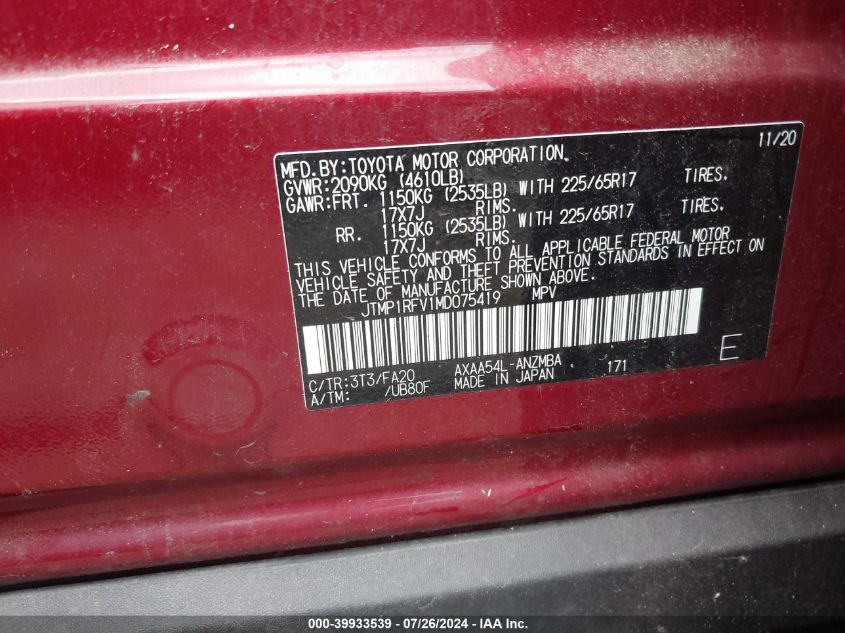 11/20
MFD.BY:TOYOTA MOTOR CORPORATION.
GVWR:2090KG (4610LB)
GAWR:FRT. 1150KG (2535LB) WITH 225/65R17 TIRES.
17X7J RIMS.
RR. 1150KG (2535LB) WITH 225/65R17 TIRES.
17X7J RIMS.
THIS VEHICLE CONFORMS TO ALL APPLICABLE FEDERAL MOTOR
VEHICLE SAFETY AND THEFT PREVENTION STANDARDS IN EFFECT ON
THE DATE OF MANUFACTURE SHOWN ABOVE.
JTMP1RFV1MD075419 MPV
C/TR:3T3/FA20 AXAA54L-ANZMBA 171 E
A/TM: /UB80F MADE IN JAPAN
000-39933539 / 07/26/2024 / IAA Holdings, LLC.